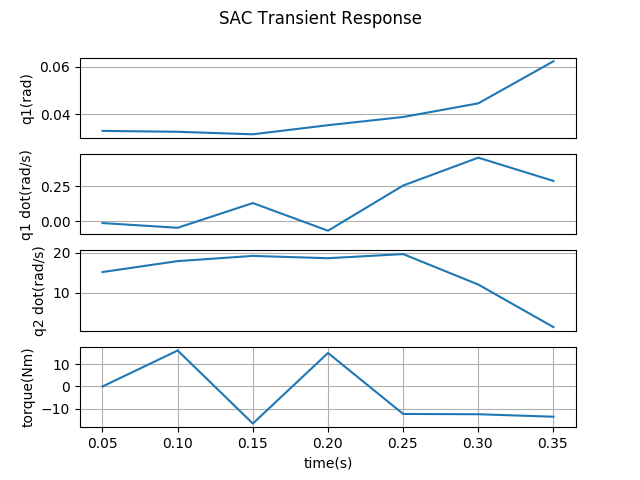 SAC Transient Response
q1(rad)
0.06
0.04
q1 dot(rad/s)
0.25
0.00
q2 dot(rad/s)
20
10
torque(Nm)
10
0
−10
0.05 0.10 0.15 0.20 0.25 0.30 0.35
time(s)